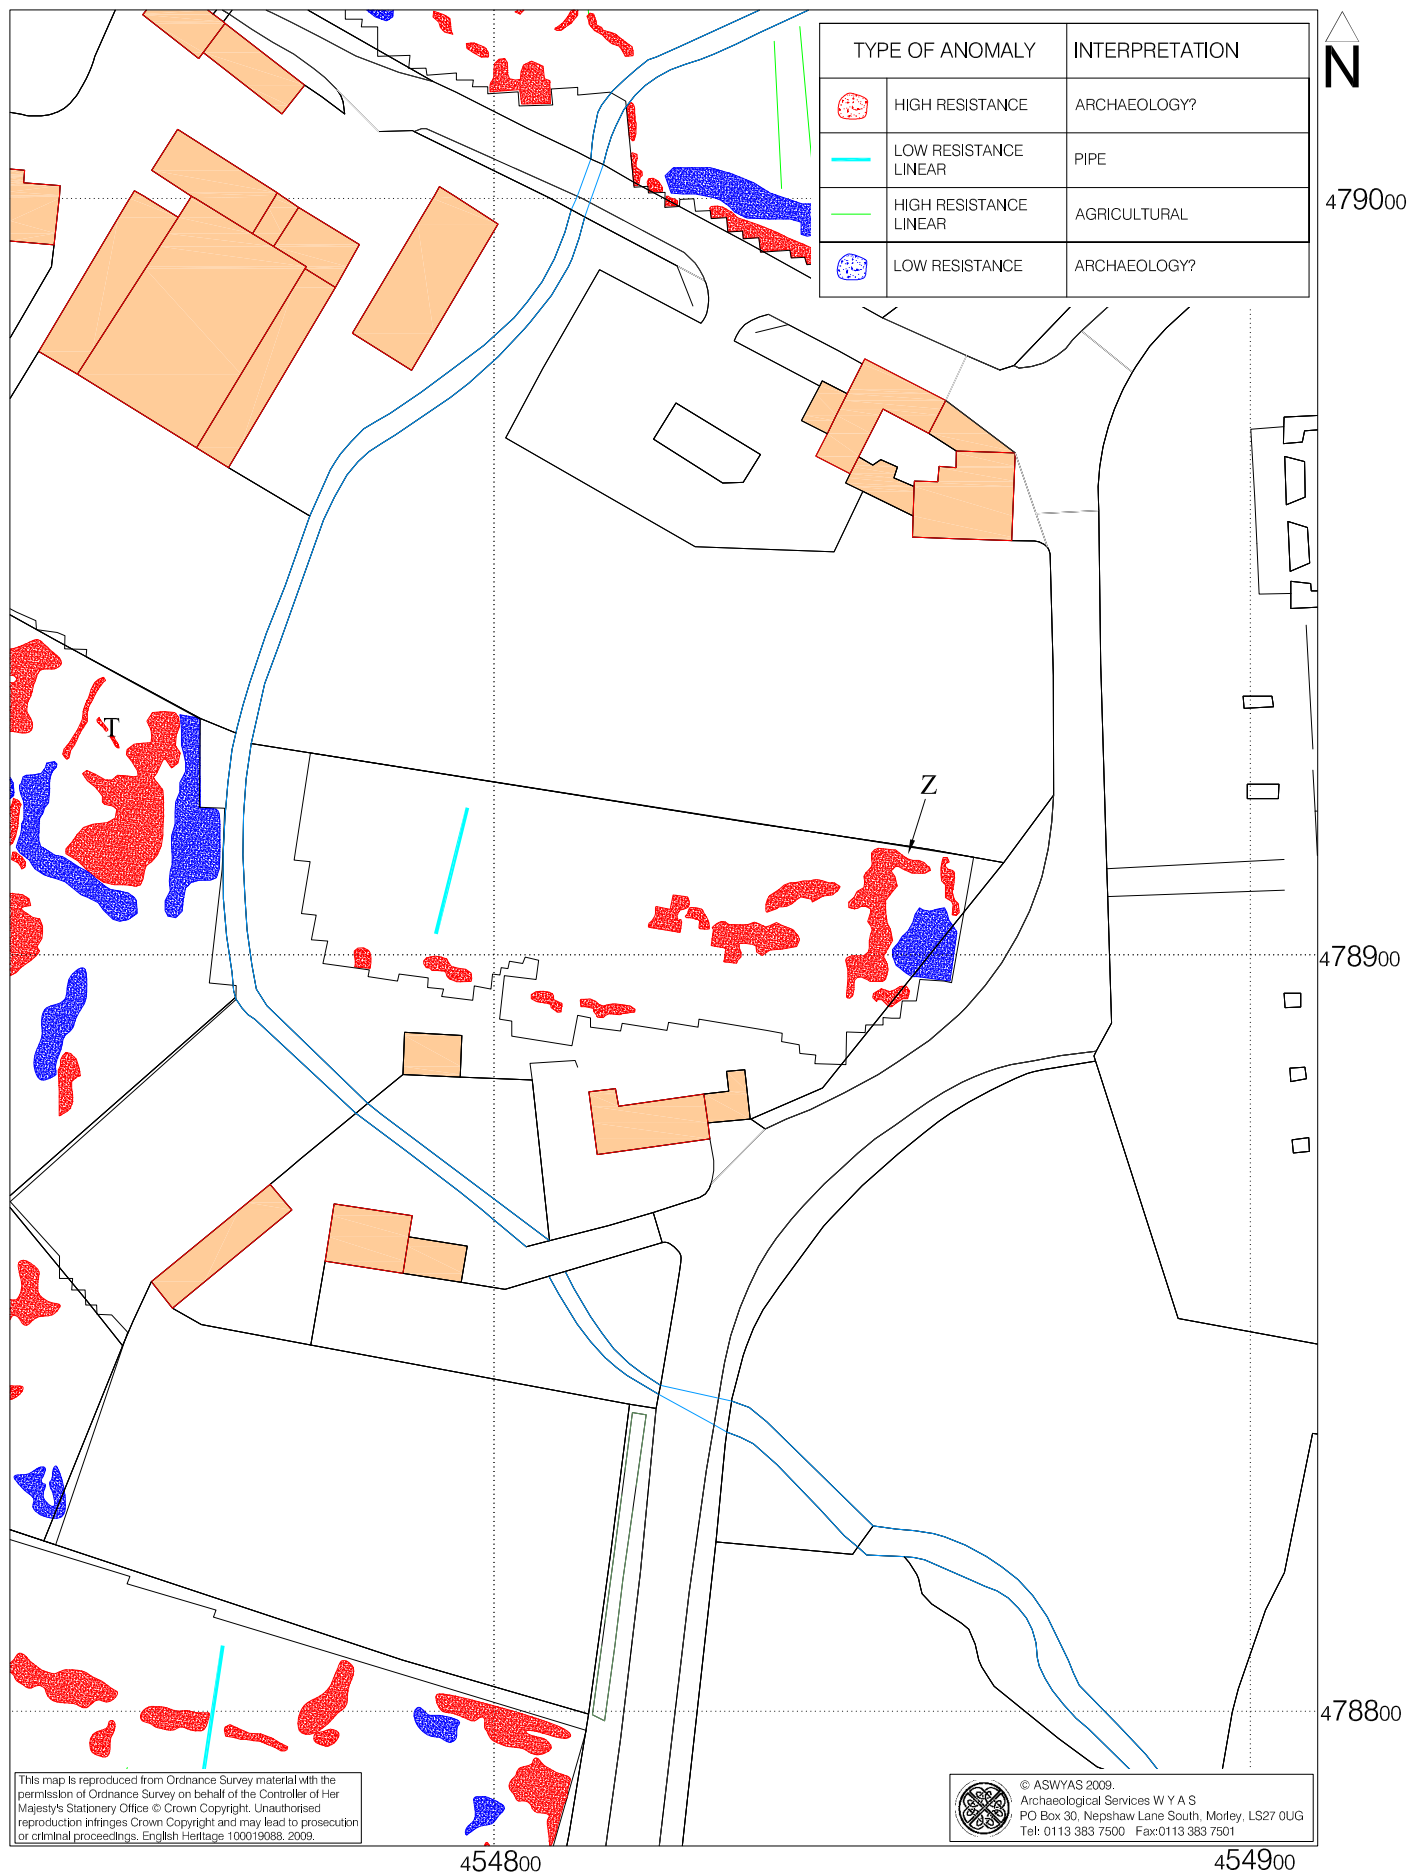 TYPE OF ANOMALY INTERPRETATION
HIGH RESISTANCE ARCHAEOLOGY?
LOW RESISTANCE
LINEAR
PIPE
HIGH RESISTANCE
LINEAR
AGRICULTURAL
LOW RESISTANCE ARCHAEOLOGY?
N
479000
T
Z
478900
478800
This map is reproduced from Ordnance Survey material with the
permission of Ordnance Survey on behalf of the Controller of Her
Majesty's Stationery Office © Crown Copyright. Unauthorised
reproduction infringes Crown Copyright and may lead to prosecution
or criminal proceedings. English Heritage 100019088. 2009.
© ASWYAS 2009.
Archaeological Services W Y A S
PO Box 30, Nepshaw Lane South, Morley, LS27 0UG
Tel: 0113 383 7500 Fax:0113 383 7501
454800
454900